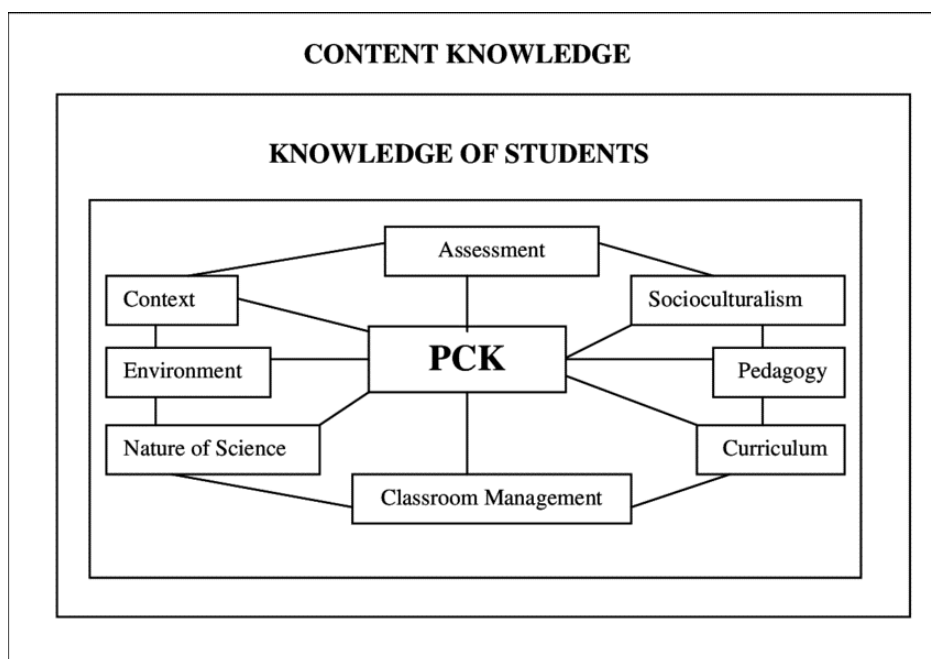 CONTENT KNOWLEDGE
KNOWLEDGE OF STUDENTS
Assessment
Context
Socioculturalism
PCK
Environment
Pedagogy
Nature of Science
Curriculum
Classroom Management